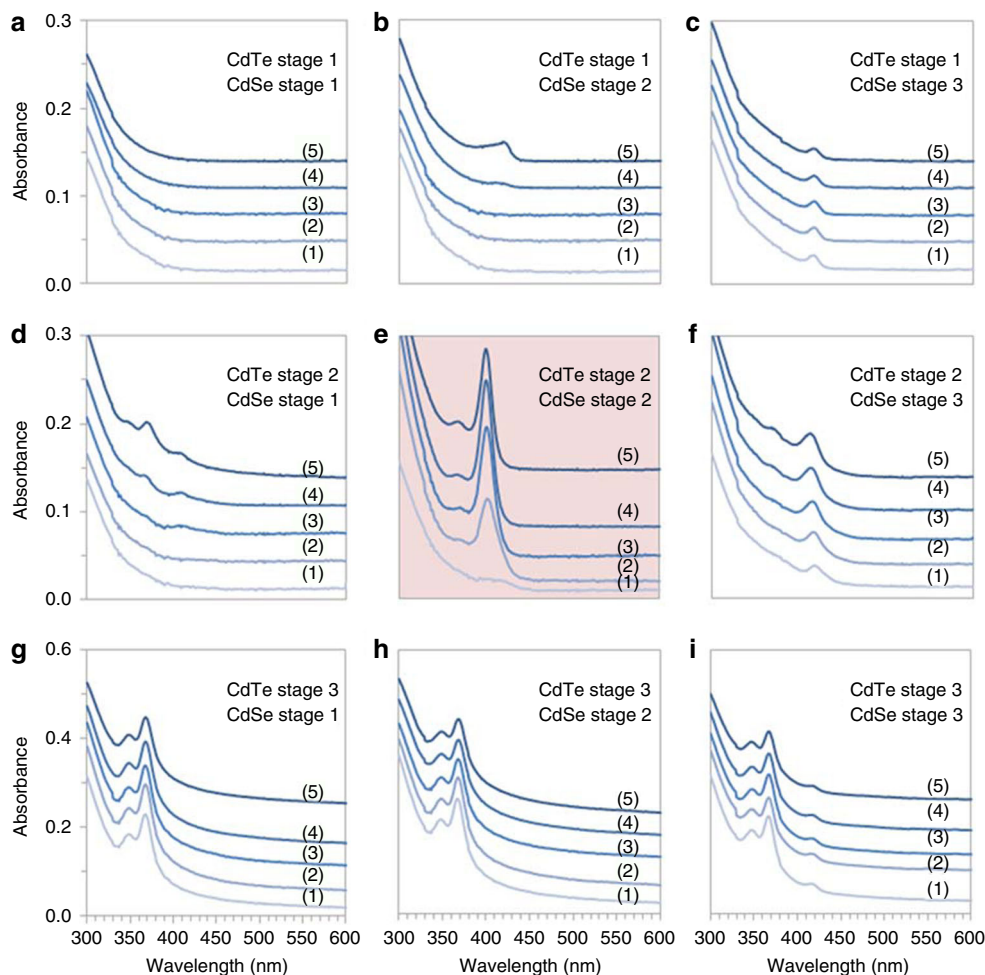 a
0.3
0.2
0.1
0.0
Absorbance
CdTe stage 1
CdSe stage 1
(5)
(4)
(3)
(2)
(1)
b
CdTe stage 1
CdSe stage 2
(5)
(4)
(3)
(2)
(1)
c
CdTe stage 1
CdSe stage 3
(5)
(4)
(3)
(2)
(1)
d
0.3
0.2
0.1
0.0
Absorbance
CdTe stage 2
CdSe stage 1
(5)
(4)
(3)
(2)
(1)
e
CdTe stage 2
CdSe stage 2
(5)
(4)
(3)
(2)
(1)
f
CdTe stage 2
CdSe stage 3
(5)
(4)
(3)
(2)
(1)
g
0.6
0.4
0.2
0.0
Absorbance
CdTe stage 3
CdSe stage 1
(5)
(4)
(3)
(2)
(1)
300 350 400 450 500 550 600
Wavelength (nm)
h
CdTe stage 3
CdSe stage 2
(5)
(4)
(3)
(2)
(1)
300 350 400 450 500 550 600
Wavelength (nm)
i
CdTe stage 3
CdSe stage 3
(5)
(4)
(3)
(2)
(1)
300 350 400 450 500 550 600
Wavelength (nm)